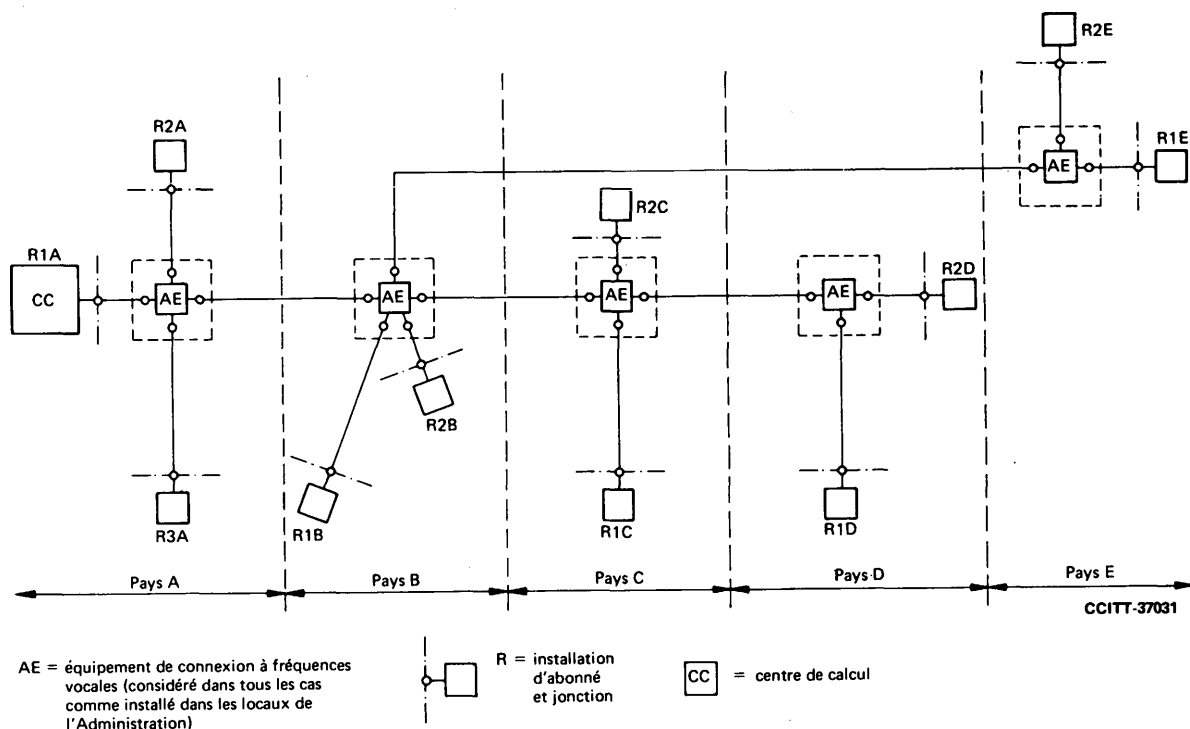 R2E
R2A
R1E
AE
R2C
R1A
R2D
CC
AE
AE
AE
AE
R2B
R3A
R1B
R1C
R1D
Pays A
Pays B
Pays C
Pays D
Pays E
CCITT-37031
AE = équipement de connexion à fréquences
vocales (considéré dans tous les cas
comme installé dans les locaux de
l'Administration)
R = installation
d'abonné
et jonction
CC = centre de calcul